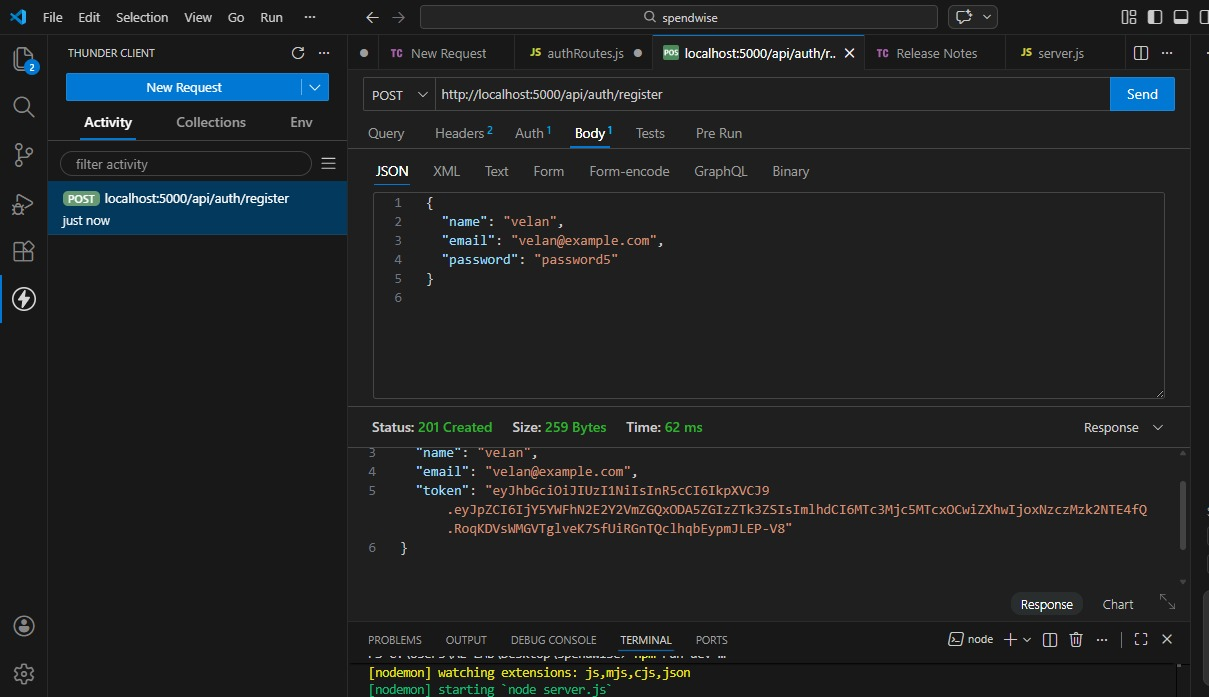 File Edit Selection View Go Run ···
spendwise
THUNDER CLIENT
2
New Request
Activity Collections Env
filter activity
POST localhost:5000/api/auth/register
just now
TC New Request
JS authRoutes.js
POS localhost:5000/api/auth/r..
TC Release Notes
JS server.js
POST http://localhost:5000/api/auth/register Send
Query Headers 2 Auth 1 Body 1 Tests Pre Run
JSON XML Text Form Form-encode GraphQL Binary
1 {
2 "name": "velan",
3 "email": "velan@example.com",
4 "password": "password5"
5 }
6
Status: 201 Created Size: 259 Bytes Time: 62 ms Response
3 "name": "velan",
4 "email": "velan@example.com",
5 "token": "eyJhbGciOiJIUzI1NiIsInR5cCI6IkpXVCJ9
.eyJpZCI6IjY5YWFhN2E2Y2VmZGQxODA5ZGIzZTk3ZSIsImlhdCI6MTc3Mjc5MTcxOCwiZXhwIjoxNzczMzk2NTE4fQ
.RoqKDVsWMGVTglveK7SfUiRGnTQclhqbEypmJLEP-V8"
6 }
Response Chart
PROBLEMS OUTPUT DEBUG CONSOLE TERMINAL PORTS
node
[nodemon] watching extensions: js,mjs,cjs,json
[nodemon] starting `node server.js`